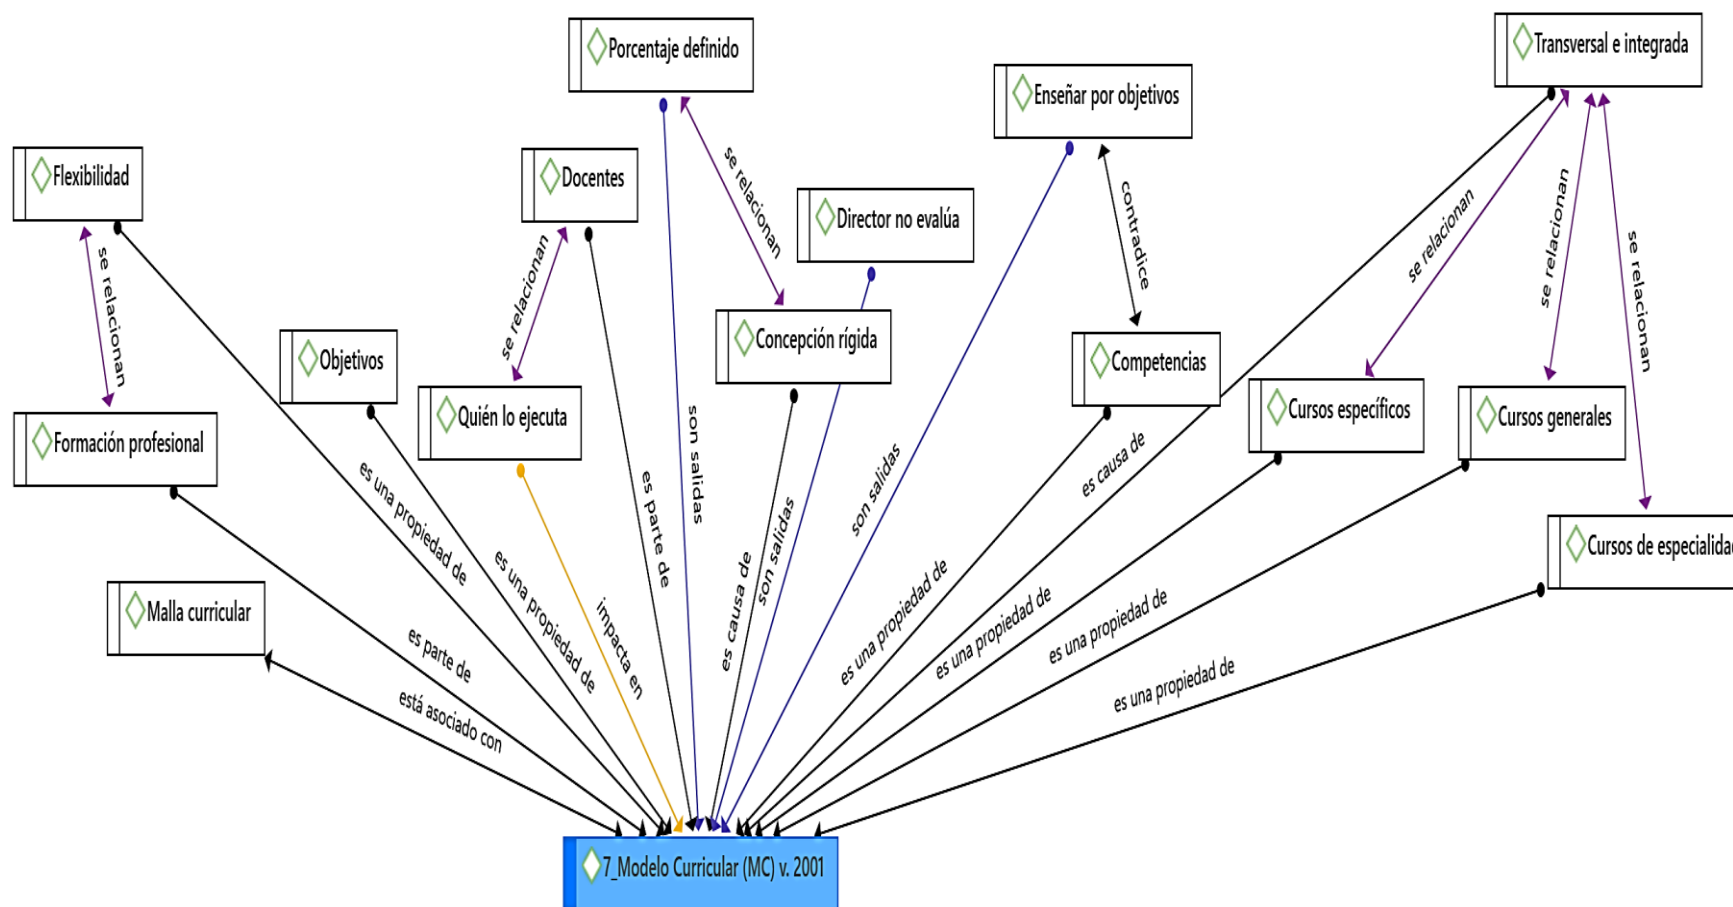 Porcentaje definido
Transversal e integrada
Enseñar por objetivos
Flexibilidad
Docentes
Director no evalúa
se relacionan
contradice
se relacionan
se relacionan
se relacionan
se relacionan
se relacionan
Objetivos
Concepción rígida
Competencias
Quién lo ejecuta
Cursos específicos
Cursos generales
Formación profesional
son salidas
es causa de
son salidas
es una propiedad de
es parte de
Cursos de especialidad
es una propiedad de
son salidas
es causa de
impacta en
es una propiedad de
es una propiedad de
es una propiedad de
Malla curricular
es parte de
es una propiedad de
está asociado con
7_Modelo Curricular (MC) v. 2001